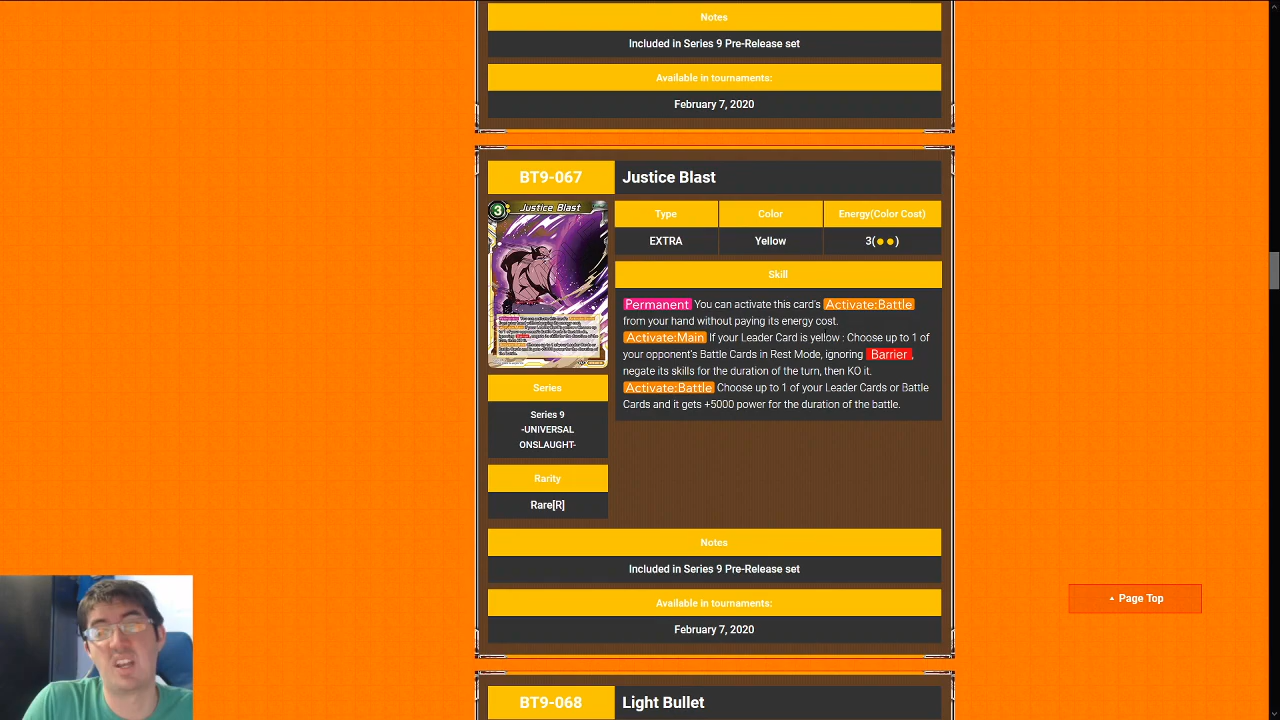 Notes
Included in Series 9 Pre-Release set
Available in tournaments:
February 7, 2020
BT9-067
Justice Blast
3
Justice Blast
Type
Color
Energy(Color Cost)
EXTRA
Yellow
3(●●)
Skill
Permanent You can activate this card's Activate:Battle
from your hand without paying its energy cost.
Activate:Main If your Leader Card is yellow : Choose up to 1 of
your opponent's Battle Cards in Rest Mode, ignoring Barrier,
negate its skills for the duration of the turn, then KO it.
Activate:Battle Choose up to 1 of your Leader Cards or Battle
Cards and it gets +5000 power for the duration of the battle.
Series
Series 9
-UNIVERSAL
ONSLAUGHT-
Rarity
Rare[R]
Notes
Included in Series 9 Pre-Release set
Available in tournaments:
February 7, 2020
Page Top
BT9-068
Light Bullet